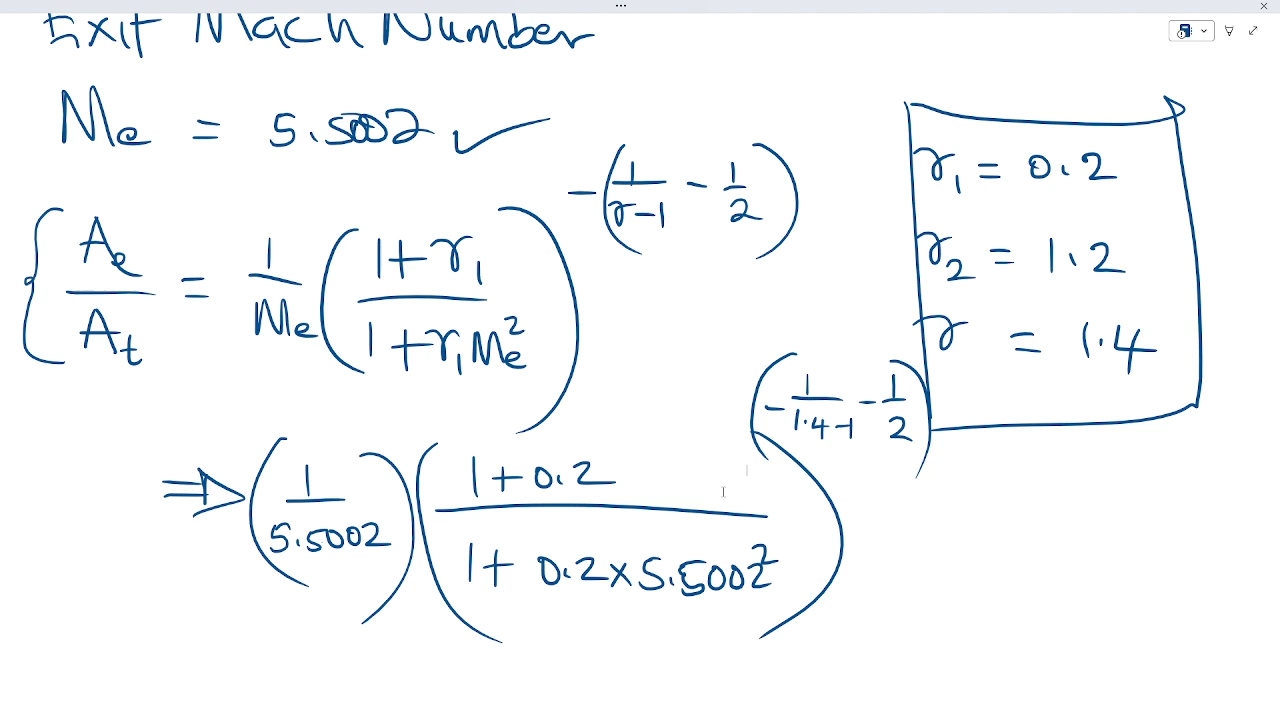 Exit Mach Number
Me = 5.5002 ✓
{Ae/At = 1/Me ((1+γ₁)/(1+γ₁Me²))^-(1/(γ-1) - 1/2)
γ₁ = 0.2
γ₂ = 1.2
γ = 1.4
⇒ (1/5.5002) ((1+0.2)/(1+0.2×5.5002²))^(-1/(1.4-1) - 1/2)